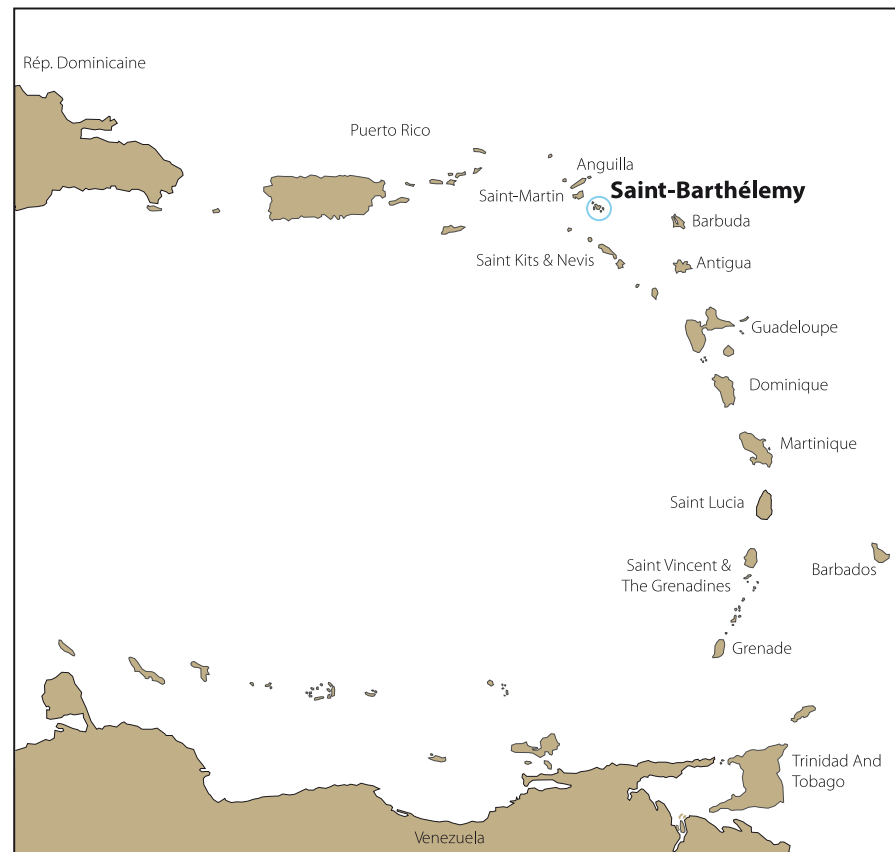 Rép. Dominicaine
Puerto Rico
Anguilla
Saint-Martin
Saint-Barthélemy
Barbuda
Saint Kits & Nevis
Antigua
Guadeloupe
Dominique
Martinique
Saint Lucia
Saint Vincent &
The Grenadines
Barbados
Grenade
Trinidad And
Tobago
Venezuela